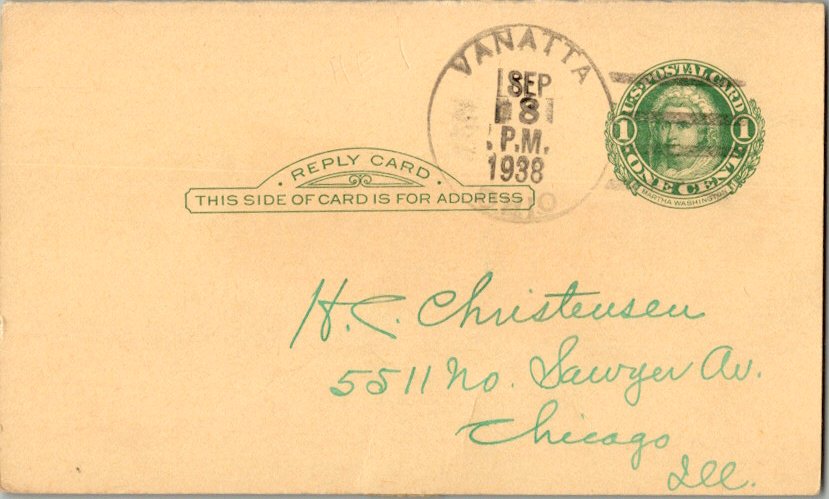 VANATTA
SEP
8
P.M.
1938
OHIO
U.S. POSTAL CARD
1 1
ONE CENT
MARTHA WASHINGTON
· REPLY CARD ·
THIS SIDE OF CARD IS FOR ADDRESS
H. C. Christensen
5511 No. Sawyer Av.
Chicago
Ill.